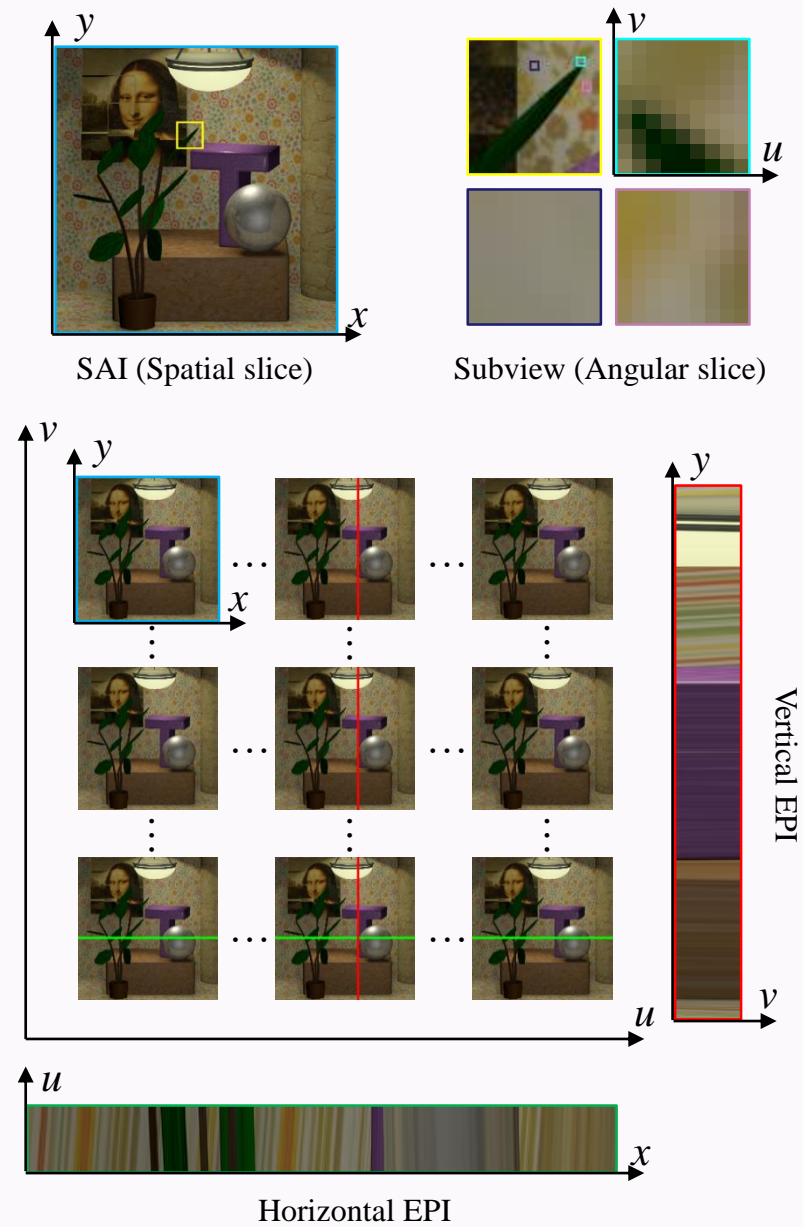 y
x
SAI (Spatial slice)
v
u
Subview (Angular slice)
v
y
x
...
...
...
...
...
...
...
...
...
...
...
...
u
y
v
Vertical EPI
u
x
Horizontal EPI